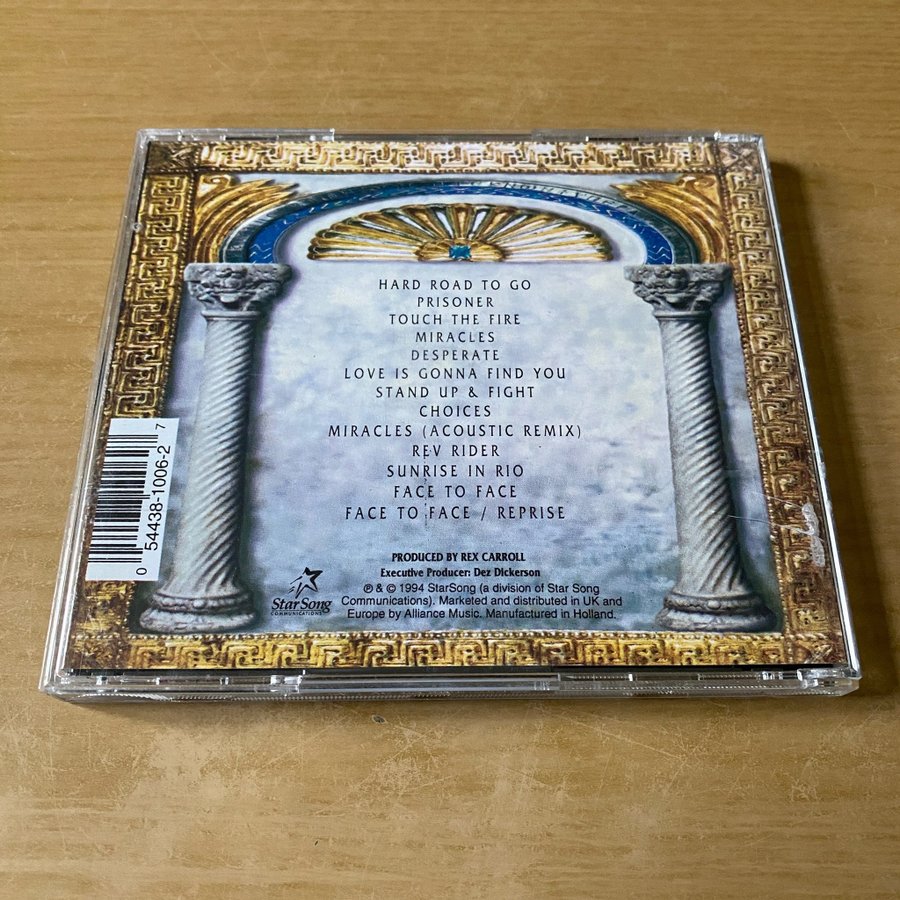 HARD ROAD TO GO
PRISONER
TOUCH THE FIRE
MIRACLES
DESPERATE
LOVE IS GONNA FIND YOU
STAND UP & FIGHT
CHOICES
MIRACLES (ACOUSTIC REMIX)
REV RIDER
SUNRISE IN RIO
FACE TO FACE
FACE TO FACE / REPRISE
0 54438-1006-2 7
PRODUCED BY REX CARROLL
Executive Producer: Dez Dickerson
StarSong
COMMUNICATIONS
℗ & © 1994 StarSong (a division of Star Song
Communications). Marketed and distributed in UK and
Europe by Alliance Music. Manufactured in Holland.